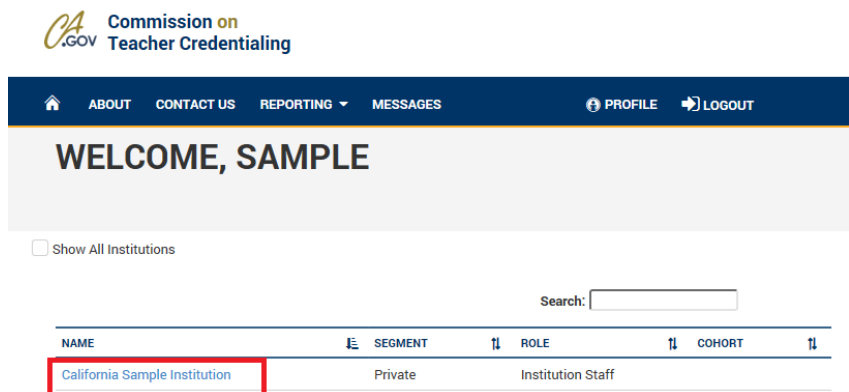 CA.GOV Commission on
Teacher Credentialing
ABOUT CONTACT US REPORTING MESSAGES PROFILE LOGOUT
WELCOME, SAMPLE
Show All Institutions
Search:
NAME SEGMENT ROLE COHORT
California Sample Institution Private Institution Staff